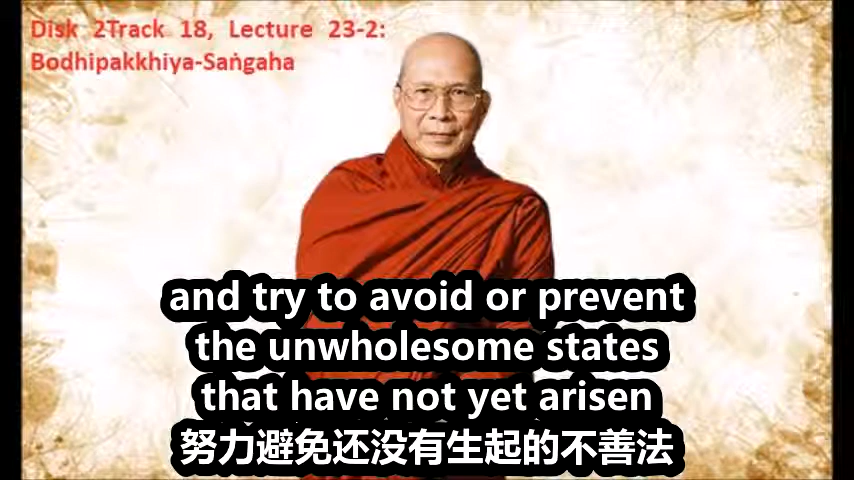 Disk 2Track 18, Lecture 23-2:
Bodhipakkhiya-Saṅgaha
and try to avoid or prevent
the unwholesome states
that have not yet arisen
努力避免还没有生起的不善法